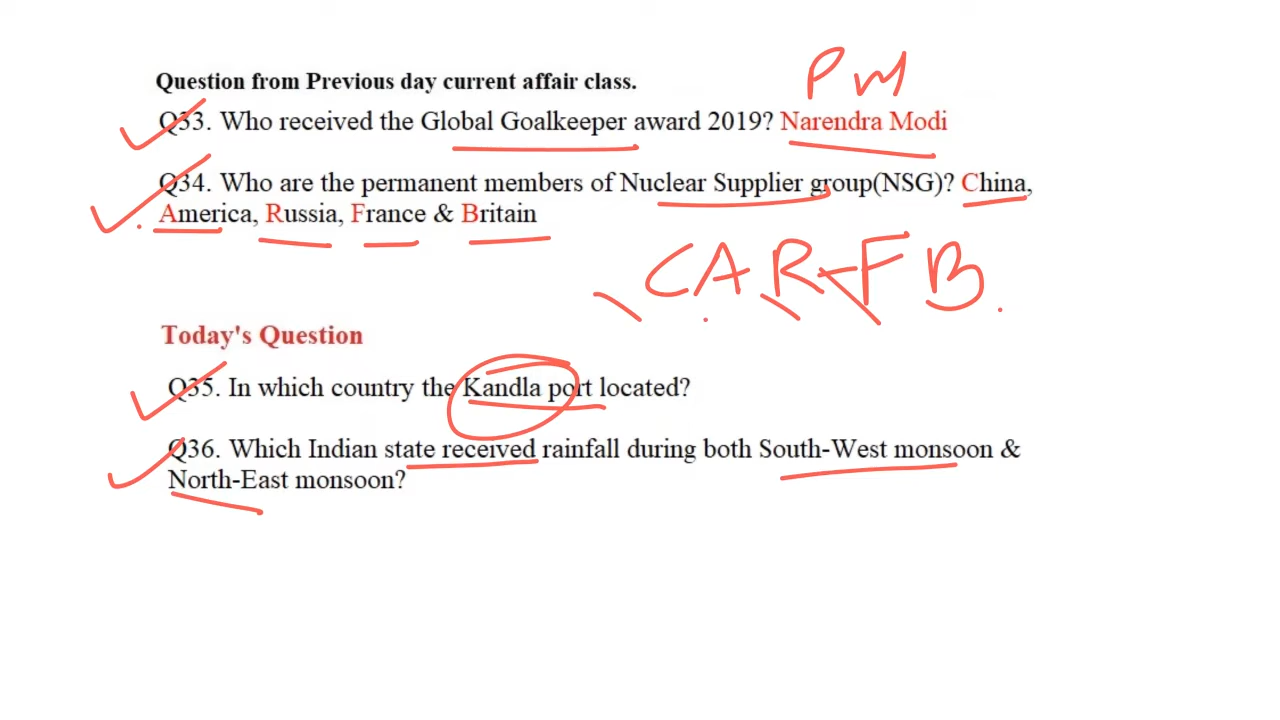 Question from Previous day current affair class.
PM
Q33. Who received the Global Goalkeeper award 2019? Narendra Modi
Q34. Who are the permanent members of Nuclear Supplier group(NSG)? China,
America, Russia, France & Britain
CARFB
Today's Question
Q35. In which country the Kandla port located?
Q36. Which Indian state received rainfall during both South-West monsoon &
North-East monsoon?